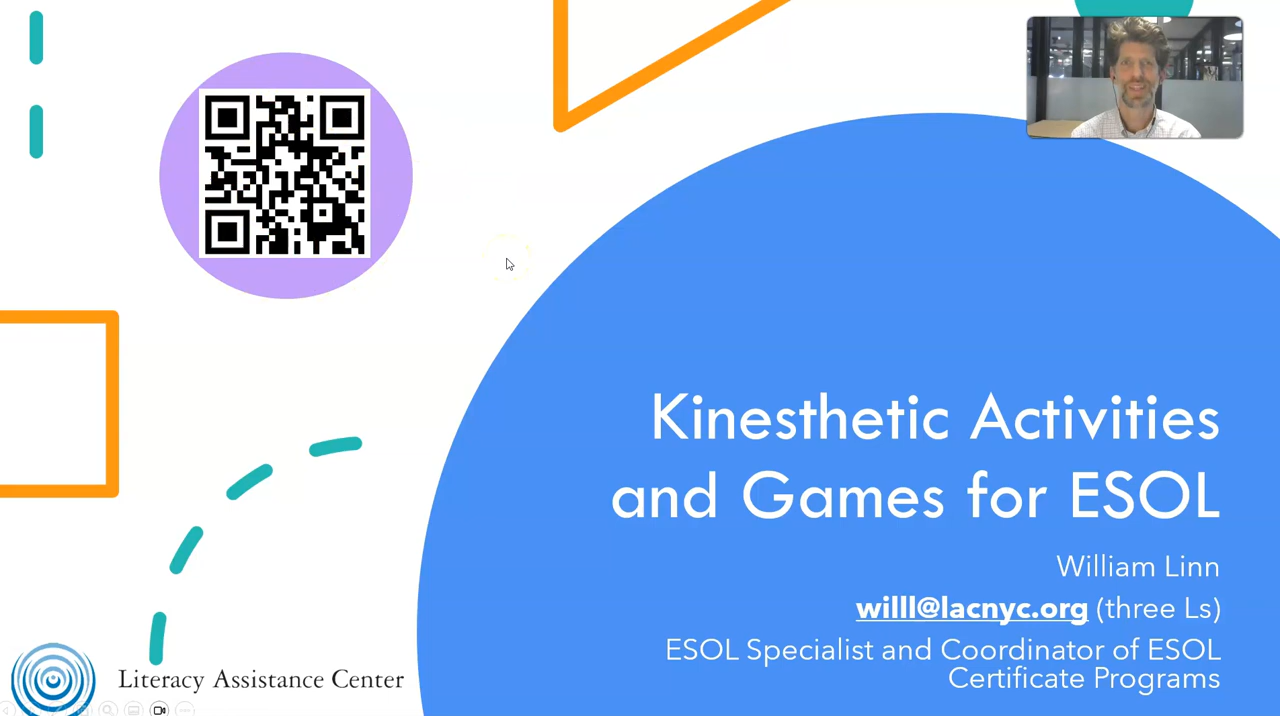 Kinesthetic Activities
and Games for ESOL
William Linn
willl@lacnyc.org (three Ls)
ESOL Specialist and Coordinator of ESOL
Certificate Programs
Literacy Assistance Center